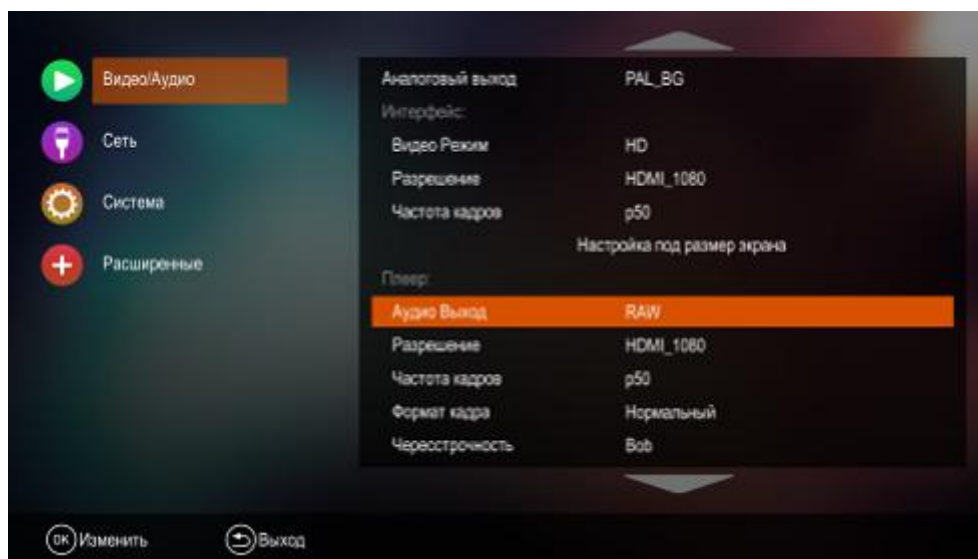 Видео/Аудио
Сеть
Система
Расширенные
Аналоговый выход PAL_BG
Интерфейс:
Видео Режим HD
Разрешение HDMI_1080
Частота кадров p50
Настройка под размер экрана
Плеер:
Аудио Выход RAW
Разрешение HDMI_1080
Частота кадров p50
Формат кадра Нормальный
Чересстрочность Bob
OK Изменить Выход